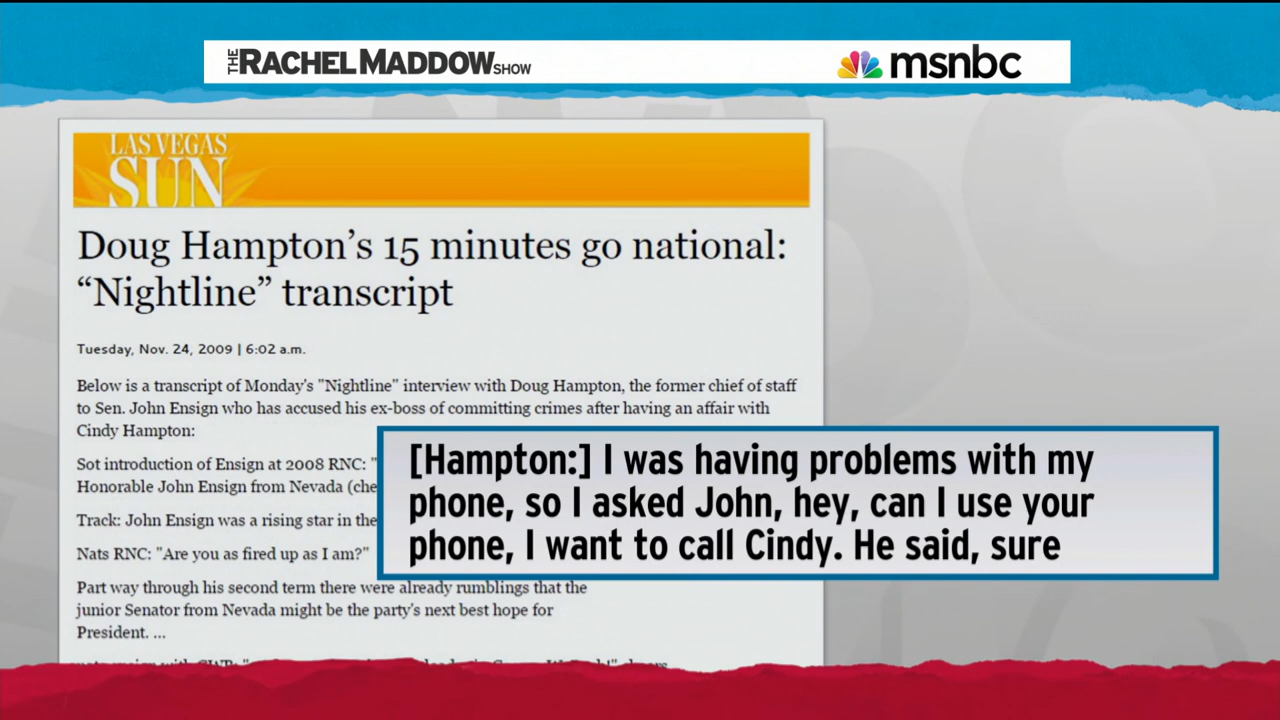 THE RACHEL MADDOW SHOW
msnbc
LAS VEGAS
SUN
Doug Hampton’s 15 minutes go national:
“Nightline” transcript
Tuesday, Nov. 24, 2009 | 6:02 a.m.
Below is a transcript of Monday's "Nightline" interview with Doug Hampton, the former chief of staff
to Sen. John Ensign who has accused his ex-boss of committing crimes after having an affair with
Cindy Hampton:
Sot introduction of Ensign at 2008 RNC: "
Honorable John Ensign from Nevada (che
Track: John Ensign was a rising star in the
Nats RNC: "Are you as fired up as I am?"
Part way through his second term there were already rumblings that the
junior Senator from Nevada might be the party's next best hope for
President. ...
[Hampton:] I was having problems with my
phone, so I asked John, hey, can I use your
phone, I want to call Cindy. He said, sure